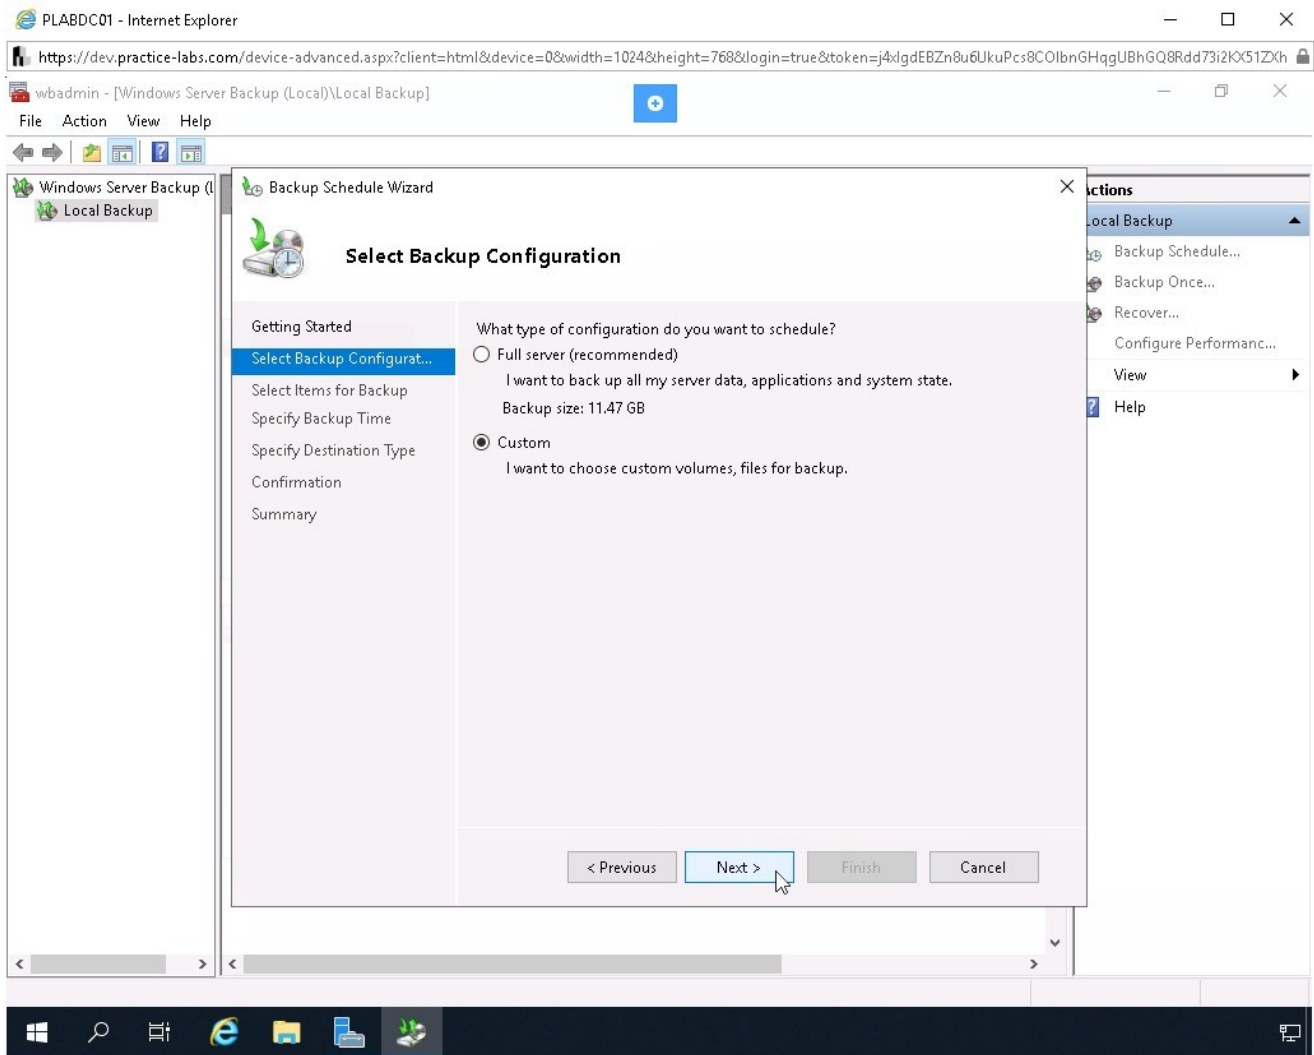 PLABDC01 - Internet Explorer
https://dev.practice-labs.com/device-advanced.aspx?client=html&device=0&width=1024&height=768&login=true&token=
wbadmin - [Windows Server Backup (Local)\Local Backup]
File Action View Help
Windows Server Backup (L
Local Backup
Backup Schedule Wizard
Select Backup Configuration
Getting Started
Select Backup Configurat...
Select Items for Backup
Specify Backup Time
Specify Destination Type
Confirmation
Summary
What type of configuration do you want to schedule?
Full server (recommended)
I want to back up all my server data, applications and system state.
Backup size: 11.47 GB
Custom
I want to choose custom volumes, files for backup.
< Previous Next > Finish Cancel
Actions
Local Backup
Backup Schedule...
Backup Once...
Recover...
Configure Performanc...
View
Help